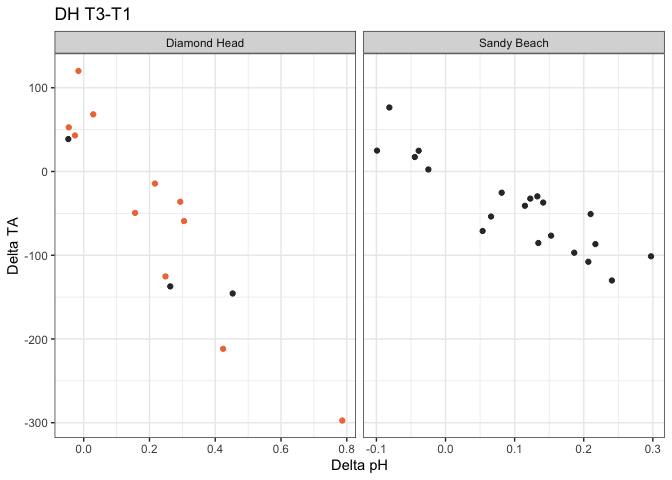 DH T3-T1
Diamond Head Sandy Beach
100
0
-100
-200
-300
Delta TA
0.0 0.2 0.4 0.6 0.8 -0.1 0.0 0.1 0.2 0.3
Delta pH